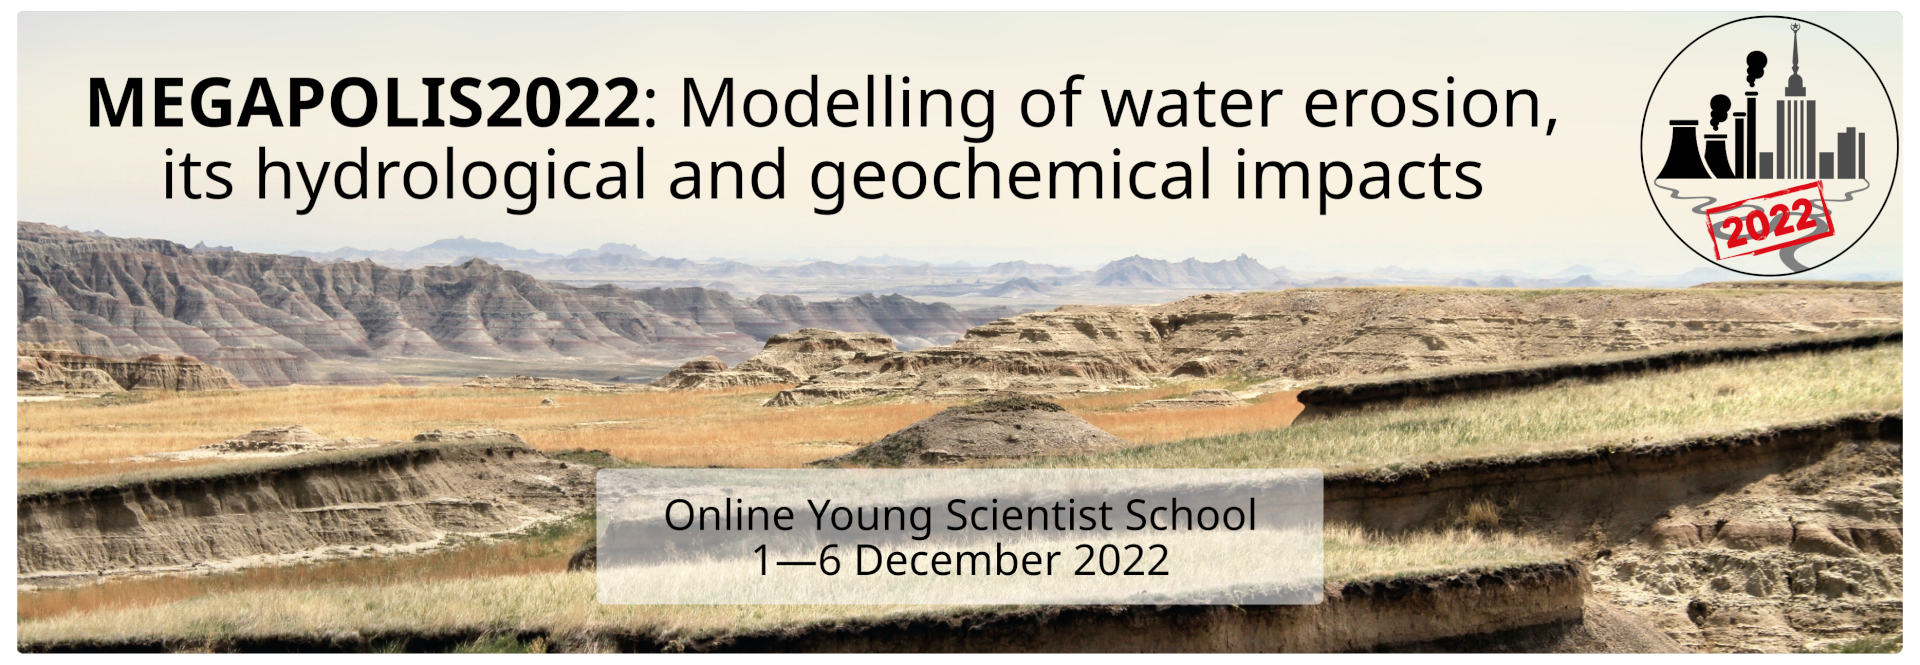 MEGAPOLIS2022: Modelling of water erosion,
its hydrological and geochemical impacts
2022
Online Young Scientist School
1—6 December 2022